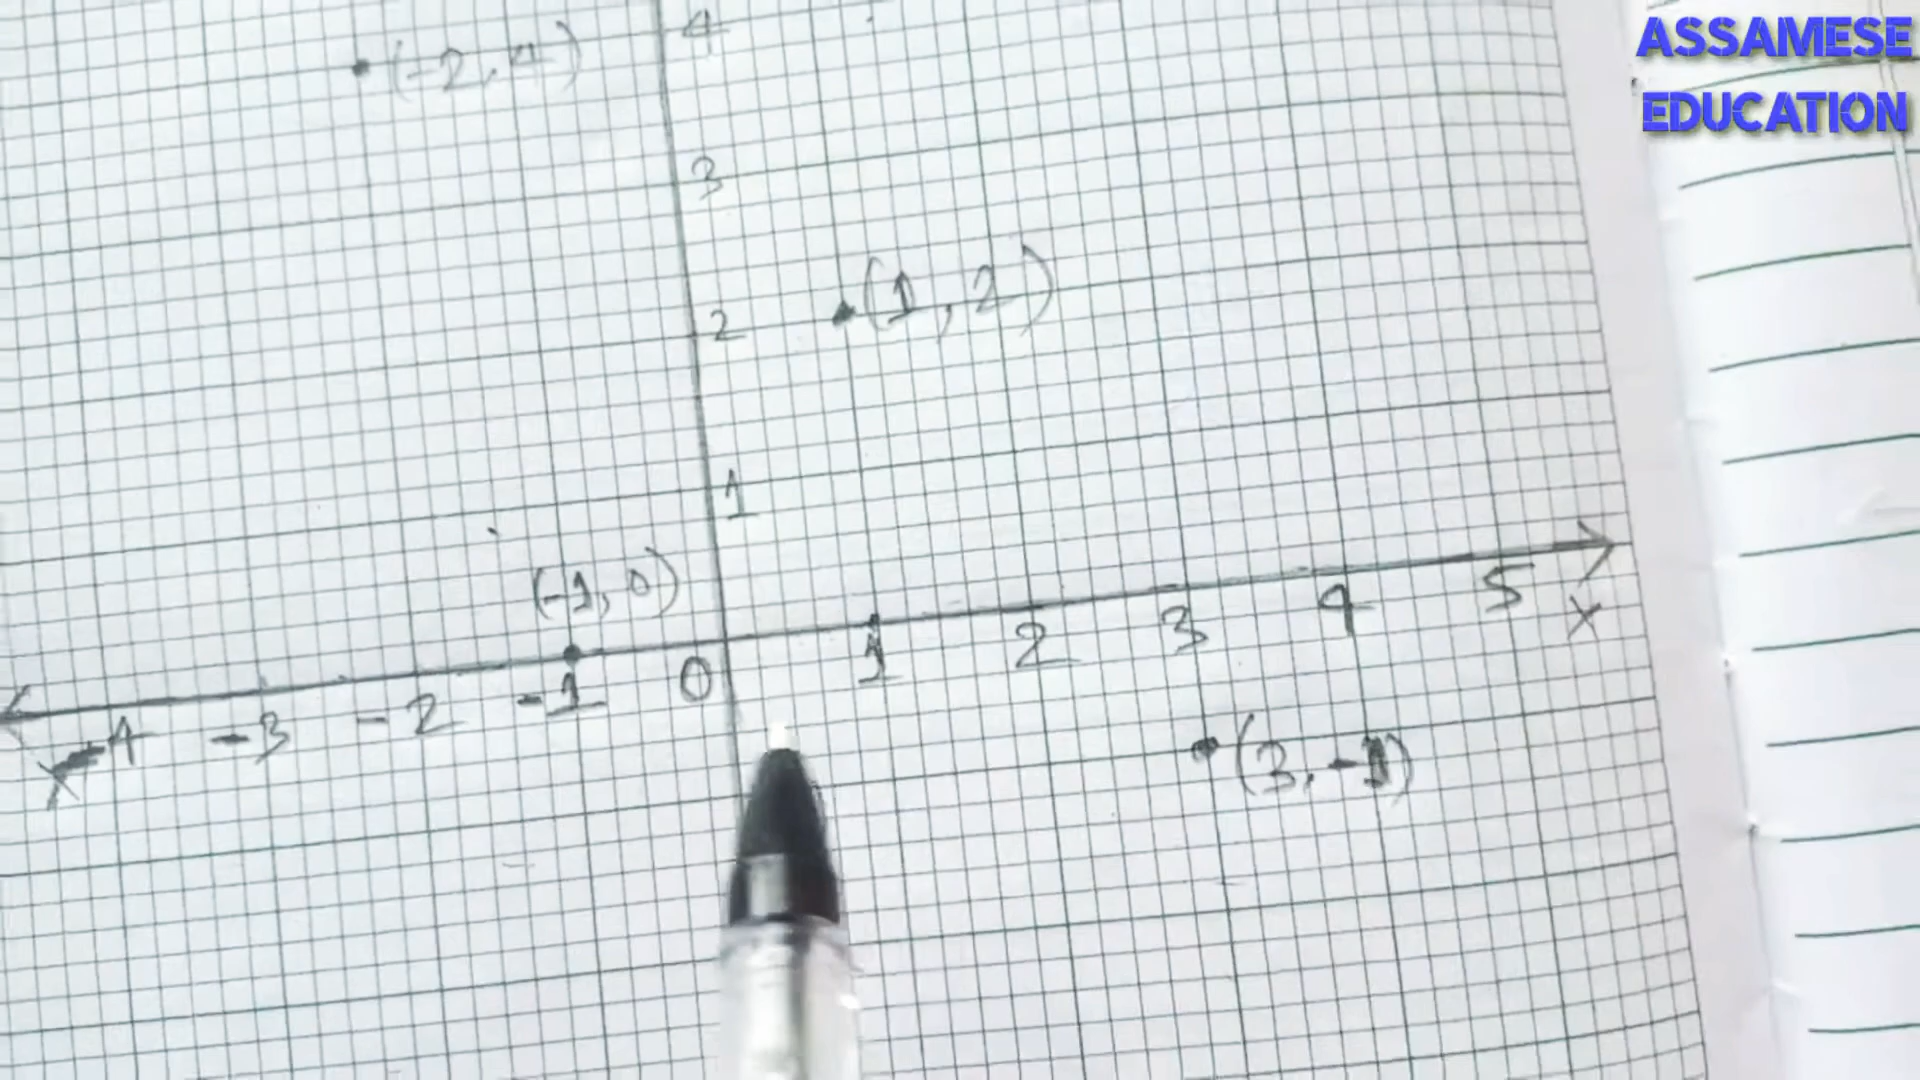 ASSAMESE
EDUCATION
4
(-2, 4)
3
(1, 2)
2
1
(-1, 0)
-4 -3 -2 -1 0 1 2 3 4 5
X
X
(3, -1)